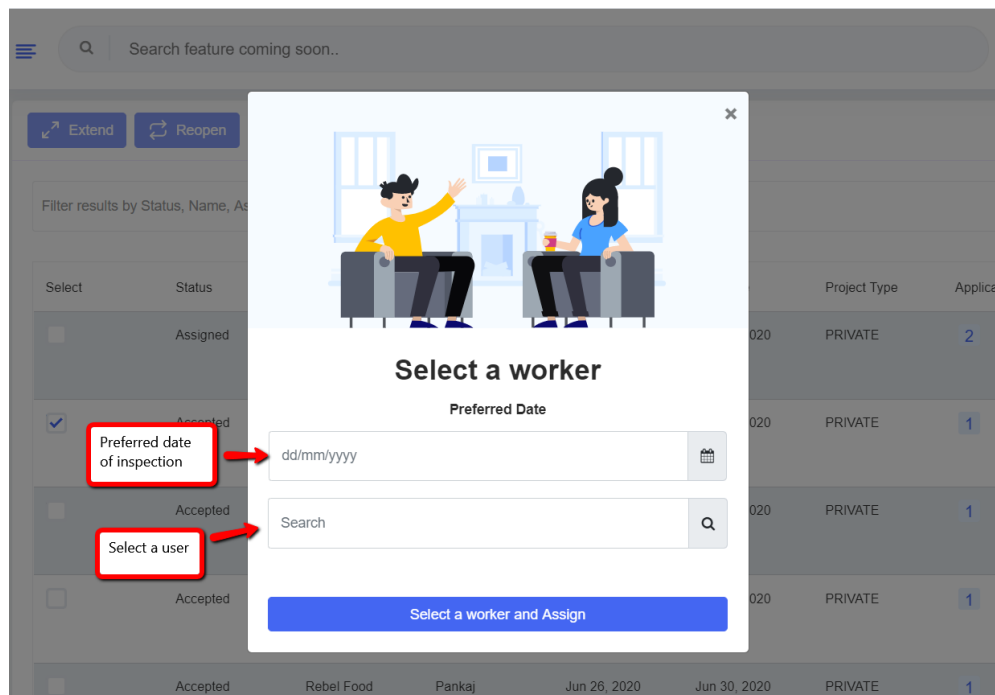 Search feature coming soon..
Extend
Reopen
Filter results by Status, Name, As
Select Status Project Type Applica
Assigned 020 PRIVATE 2
Select a worker
Preferred Date
Accepted 020 PRIVATE 1
Preferred date
of inspection
dd/mm/yyyy
Accepted 020 PRIVATE 1
Search
Select a user
Accepted 020 PRIVATE 1
Select a worker and Assign
Accepted Rebel Food Pankaj Jun 26, 2020 Jun 30, 2020 PRIVATE 1